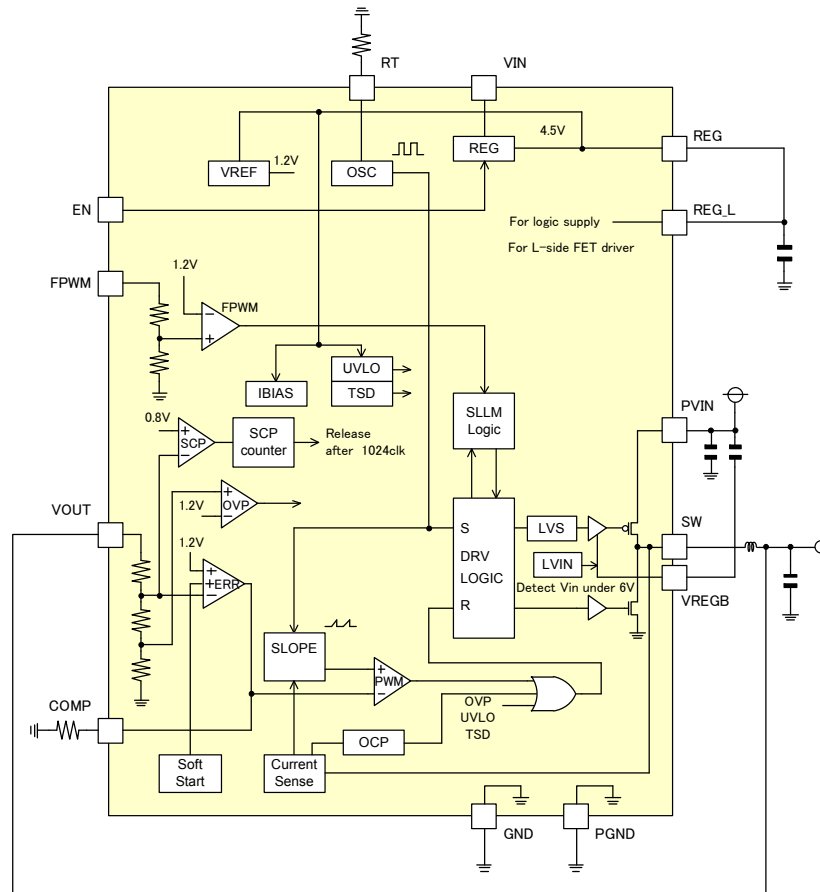 RT
VIN
4.5V
REG
REG
VREF
1.2V
OSC
EN
REG_L
For logic supply
For L-side FET driver
FPWM
1.2V
FPWM
UVLO
TSD
IBIAS
SLLM
Logic
PVIN
0.8V
SCP
SCP
counter
Release
after 1024clk
OVP
1.2V
VOUT
1.2V
ERR
S
DRV
LOGIC
R
LVS
LVIN
Detect Vin under 6V
SW
VREGB
SLOPE
PWM
OVP
UVLO
TSD
COMP
OCP
Soft
Start
Current
Sense
GND
PGND